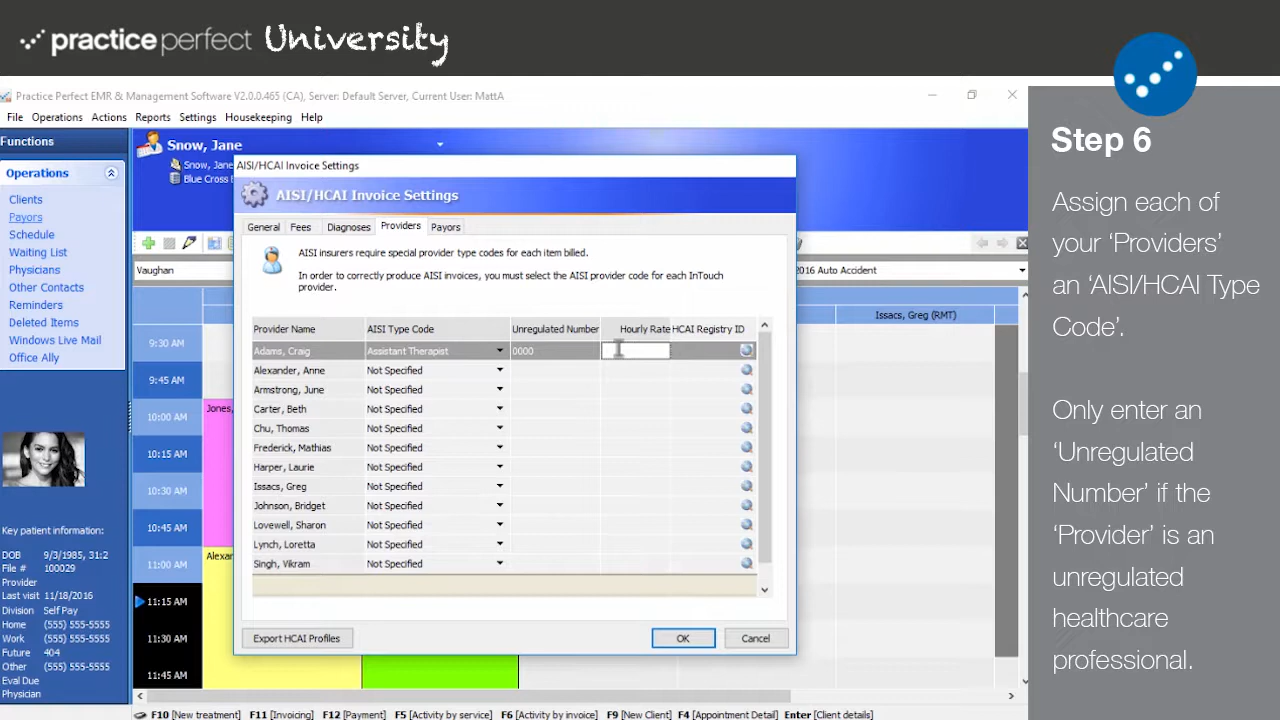 practiceperfect University
Practice Perfect EMR & Management Software V2.0.0.465 (CA), Server: Default Server, Current User: MattA
File Operations Actions Reports Settings Housekeeping Help
Functions
Operations
Clients
Payors
Schedule
Waiting List
Physicians
Other Contacts
Reminders
Deleted Items
Windows Live Mail
Office Ally
Key patient information:
DOB 9/3/1985, 31:2
File # 100029
Provider
Last visit 11/18/2016
Division Self Pay
Home (555) 555-5555
Work (555) 555-5555
Future 404
Other (555) 555-5555
Eval Due
Physician
Snow, Jane
Snow, Jane
Blue Cross
Vaughan
2016 Auto Accident
Issacs, Greg (RMT)
9:30 AM
9:45 AM
10:00 AM
Jones,
10:15 AM
10:30 AM
10:45 AM
11:00 AM
Alexan
11:15 AM
11:30 AM
11:45 AM
AISI/HCAI Invoice Settings
AISI/HCAI Invoice Settings
General Fees Diagnoses Providers Payors
AISI insurers require special provider type codes for each item billed.
In order to correctly produce AISI invoices, you must select the AISI provider code for each InTouch
provider.
Provider Name AISI Type Code Unregulated Number Hourly Rate HCAI Registry ID
Adams, Craig Assistant Therapist 0000
Alexander, Anne Not Specified
Armstrong, June Not Specified
Carter, Beth Not Specified
Chu, Thomas Not Specified
Frederick, Mathias Not Specified
Harper, Laurie Not Specified
Issacs, Greg Not Specified
Johnson, Bridget Not Specified
Lovewell, Sharon Not Specified
Lynch, Loretta Not Specified
Singh, Vikram Not Specified
Export HCAI Profiles OK Cancel
F10 [New treatment] F11 [Invoicing] F12 [Payment] F5 [Activity by service] F6 [Activity by invoice] F9 [New Client] F4 [Appointment Detail] Enter [Client details]
Step 6
Assign each of
your ‘Providers’
an ‘AISI/HCAI Type
Code’.
Only enter an
‘Unregulated
Number’ if the
‘Provider’ is an
unregulated
healthcare
professional.